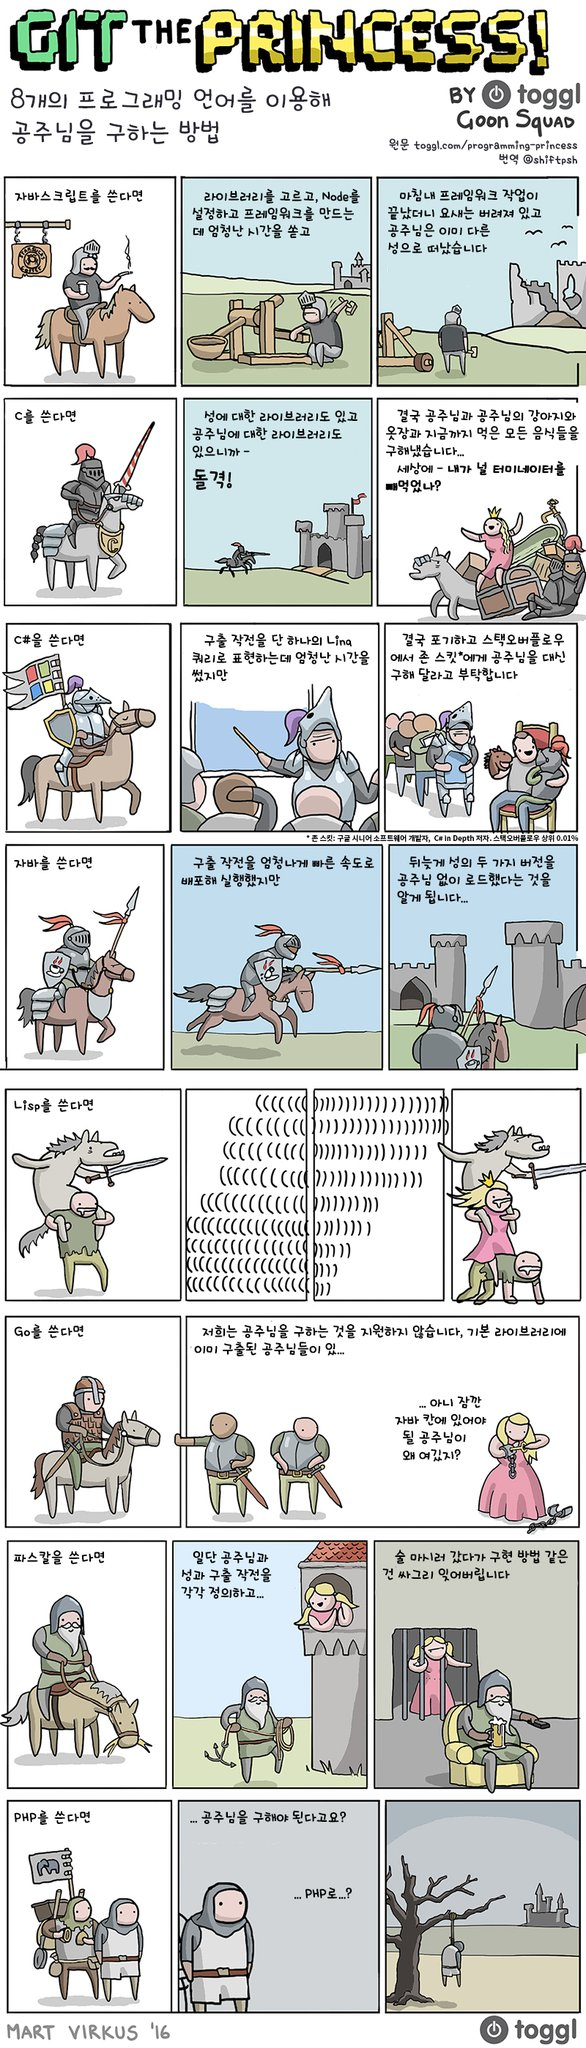 GIT THE PRINCESS!
8개의 프로그래밍 언어를 이용해
공주님을 구하는 방법
BY toggl
GOON SQUAD
원문 toggl.com/programming-princess
번역 @shiftpsh
자바스크립트를 쓴다면
라이브러리를 고르고, Node를
설정하고 프레임워크를 만드는
데 엄청난 시간을 쏟고
마침내 프레임워크 작업이
끝났더니 요새는 버려져 있고
공주님은 이미 다른
성으로 떠났습니다
C를 쓴다면
성에 대한 라이브러리도 있고
공주님에 대한 라이브러리도
있으니까 -
돌격!
결국 공주님과 공주님의 강아지와
옷장과 지금까지 먹은 모든 음식들을
구해냈습니다...
세상에 - 내가 널 터미네이터를
빼먹었나?
C#을 쓴다면
구출 작전을 단 하나의 Linq
쿼리로 표현하는데 엄청난 시간을
썼지만
결국 포기하고 스택오버플로우
에서 존 스킷*에게 공주님을 대신
구해 달라고 부탁합니다
* 존 스킷: 구글 시니어 소프트웨어 개발자, C# in Depth 저자. 스택오버플로우 상위 0.01%
자바를 쓴다면
구출 작전을 엄청나게 빠른 속도로
배포해 실행했지만
뒤늦게 성의 두 가지 버전을
공주님 없이 로드했다는 것을
알게 됩니다...
Lisp를 쓴다면
Go를 쓴다면
저희는 공주님을 구하는 것을 지원하지 않습니다, 기본 라이브러리에
이미 구출된 공주님들이 있...
... 아니 잠깐
자바 칸에 있어야
될 공주님이
왜 여깄지?
파스칼을 쓴다면
일단 공주님과
성과 구출 작전을
각각 정의하고...
술 마시러 갔다가 구현 방법 같은
건 싸그리 잊어버립니다
PHP를 쓴다면
... 공주님을 구해야 된다고요?
... PHP로...?
MART VIRKUS '16
toggl